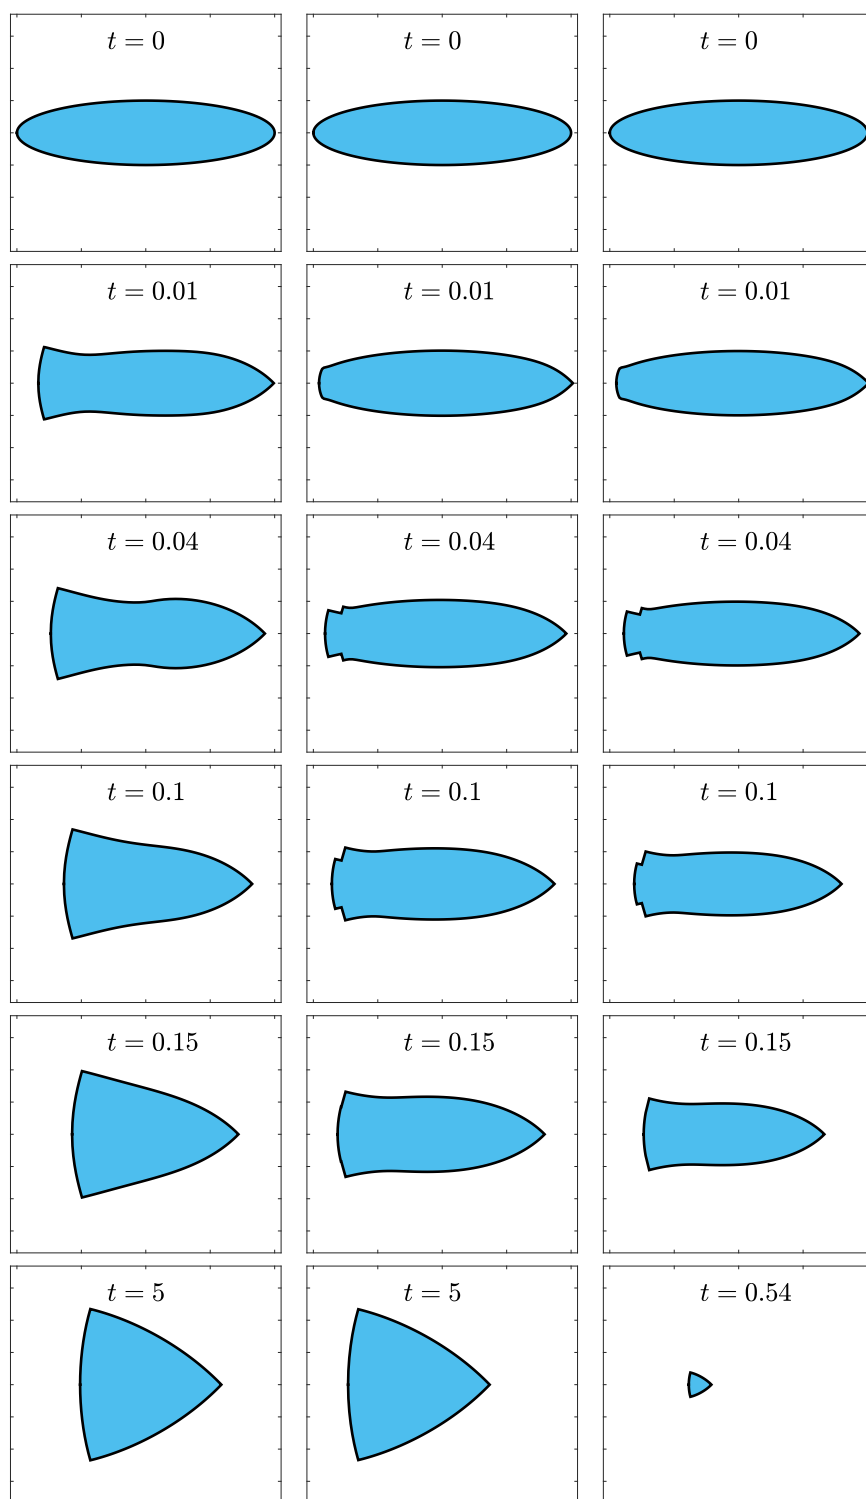 t = 0
t = 0
t = 0
t = 0.01
t = 0.01
t = 0.01
t = 0.04
t = 0.04
t = 0.04
t = 0.1
t = 0.1
t = 0.1
t = 0.15
t = 0.15
t = 0.15
t = 5
t = 5
t = 0.54